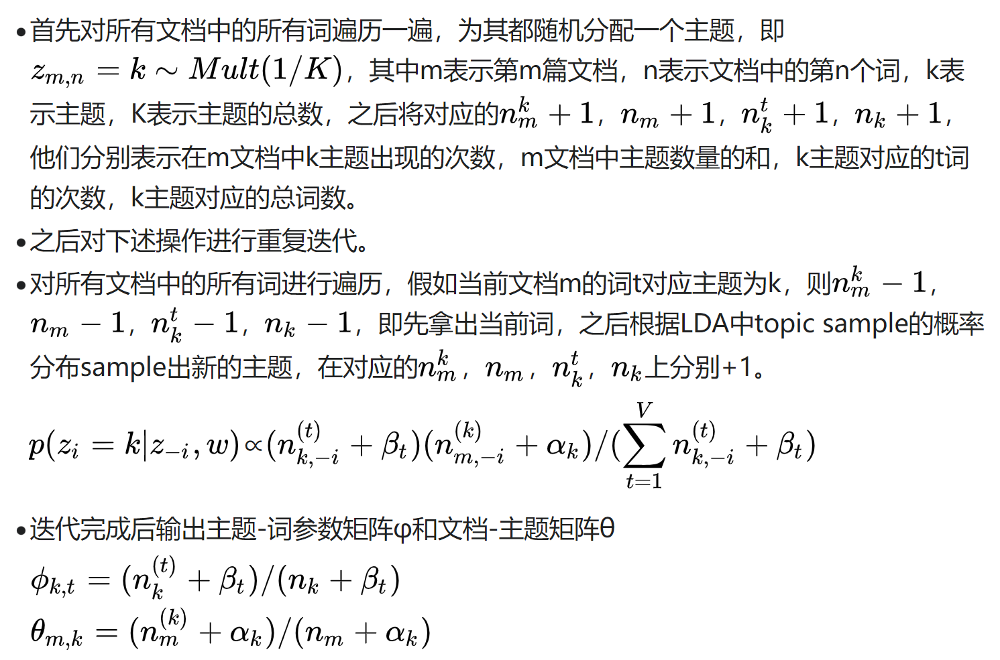 • 首先对所有文档中的所有词遍历一遍，为其都随机分配一个主题，即
$z_{m,n} = k \sim Mult(1/K)$，其中m表示第m篇文档，n表示文档中的第n个词，k表
示主题，K表示主题的总数，之后将对应的$n_m^k + 1$，$n_m + 1$，$n_k^t + 1$，$n_k + 1$，
他们分别表示在m文档中k主题出现的次数，m文档中主题数量的和，k主题对应的t词
的次数，k主题对应的总词数。
• 之后对下述操作进行重复迭代。
• 对所有文档中的所有词进行遍历，假如当前文档m的词t对应主题为k，则$n_m^k - 1$，
$n_m - 1$，$n_k^t - 1$，$n_k - 1$，即先拿出当前词，之后根据LDA中topic sample的概率
分布sample出新的主题，在对应的$n_m^k$，$n_m$，$n_k^t$，$n_k$上分别+1。
$p(z_i = k|z_{-i}, w) \propto (n_{k,-i}^{(t)} + \beta_t)(n_{m,-i}^{(k)} + \alpha_k)/(\sum_{t=1}^{V} n_{k,-i}^{(t)} + \beta_t)$
• 迭代完成后输出主题-词参数矩阵φ和文档-主题矩阵θ
$\phi_{k,t} = (n_k^{(t)} + \beta_t)/(n_k + \beta_t)$
$\theta_{m,k} = (n_m^{(k)} + \alpha_k)/(n_m + \alpha_k)$